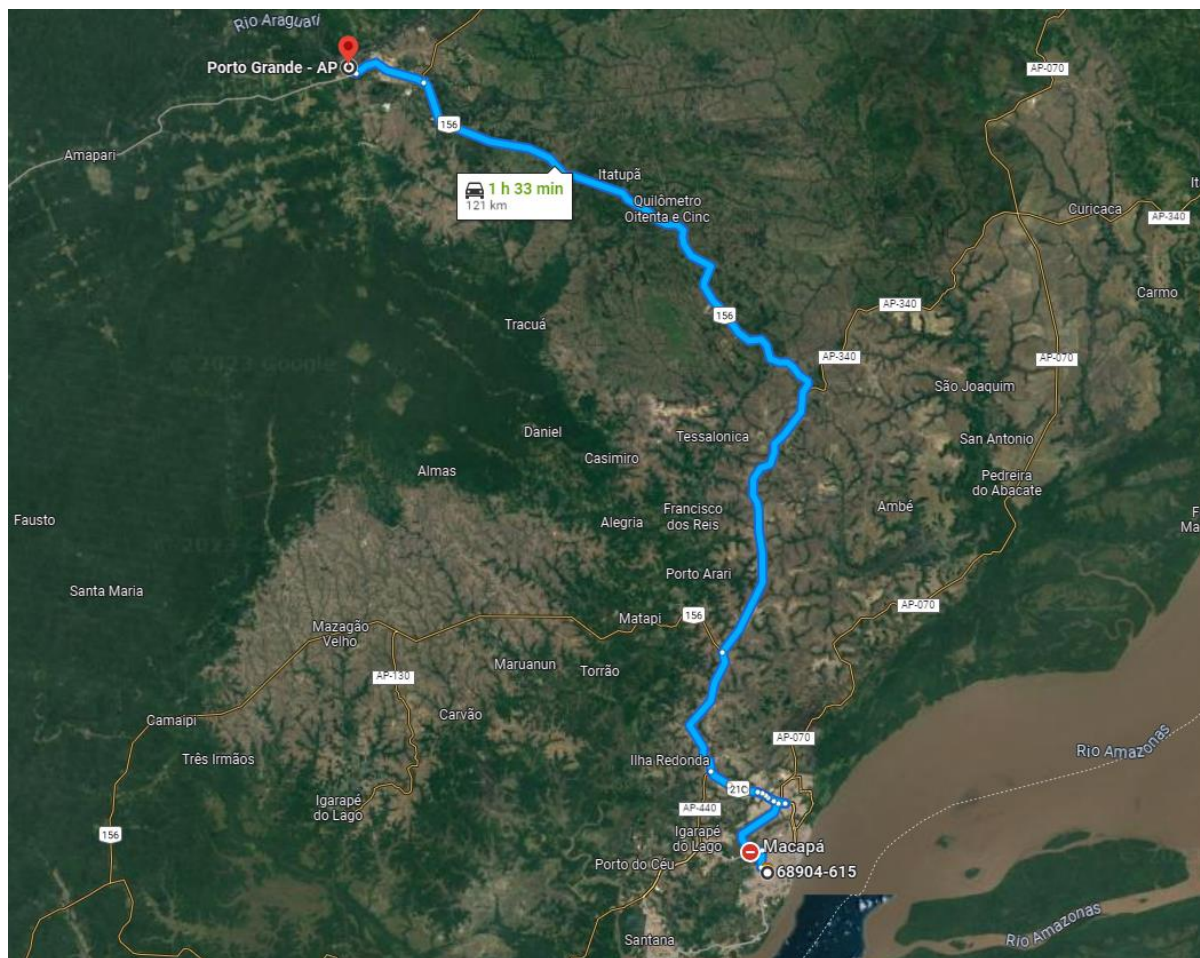 Rio Araguari
Porto Grande - AP
AP-070
156
Amapari
1 h 33 min
121 km
Itatupã
Quilômetro
Oitenta e Cinc
Curicaca
AP-340
It
Carmo
AP-340
156
Tracuá
AP-340
AP-070
São Joaquim
Daniel
Tessalonica
San Antonio
Casimiro
Almas
Pedreira
do Abacate
Fausto
Alegria
Francisco
dos Reis
Ambé
F
Ma
Porto Arari
Santa Maria
AP-070
Mazagão
Velho
Matapi
156
Maruanun
Torrão
AP-130
Camaipi
Carvão
AP-070
Rio Amazonas
Três Irmãos
Ilha Redonda
21C
Igarapé
do Lago
AP-440
156
Igarapé
do Lago
Macapá
Porto do Céu
68904-615
Santana
Rio Amazonas